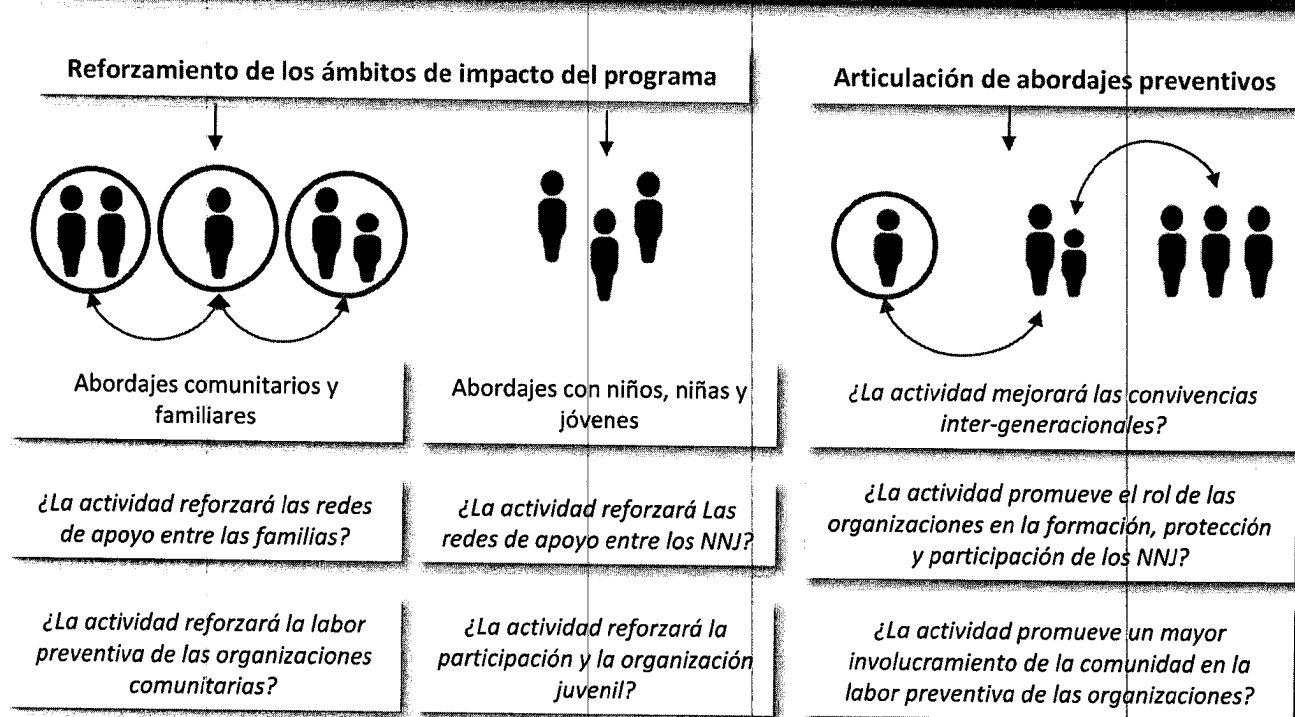 Reforzamiento de los ámbitos de impacto del programa
Abordajes comunitarios y
familiares
¿La actividad reforzará las redes
de apoyo entre las familias?
¿La actividad reforzará la labor
preventiva de las organizaciones
comunitarias?
Abordajes con niños, niñas y
jóvenes
¿La actividad reforzará Las
redes de apoyo entre los NNJ?
¿La actividad reforzará la
participación y la organización
juvenil?
Articulación de abordajes preventivos
¿La actividad mejorará las convivencias
inter-generacionales?
¿La actividad promueve el rol de las
organizaciones en la formación, protección
y participación de los NNJ?
¿La actividad promueve un mayor
involucramiento de la comunidad en la
labor preventiva de las organizaciones?